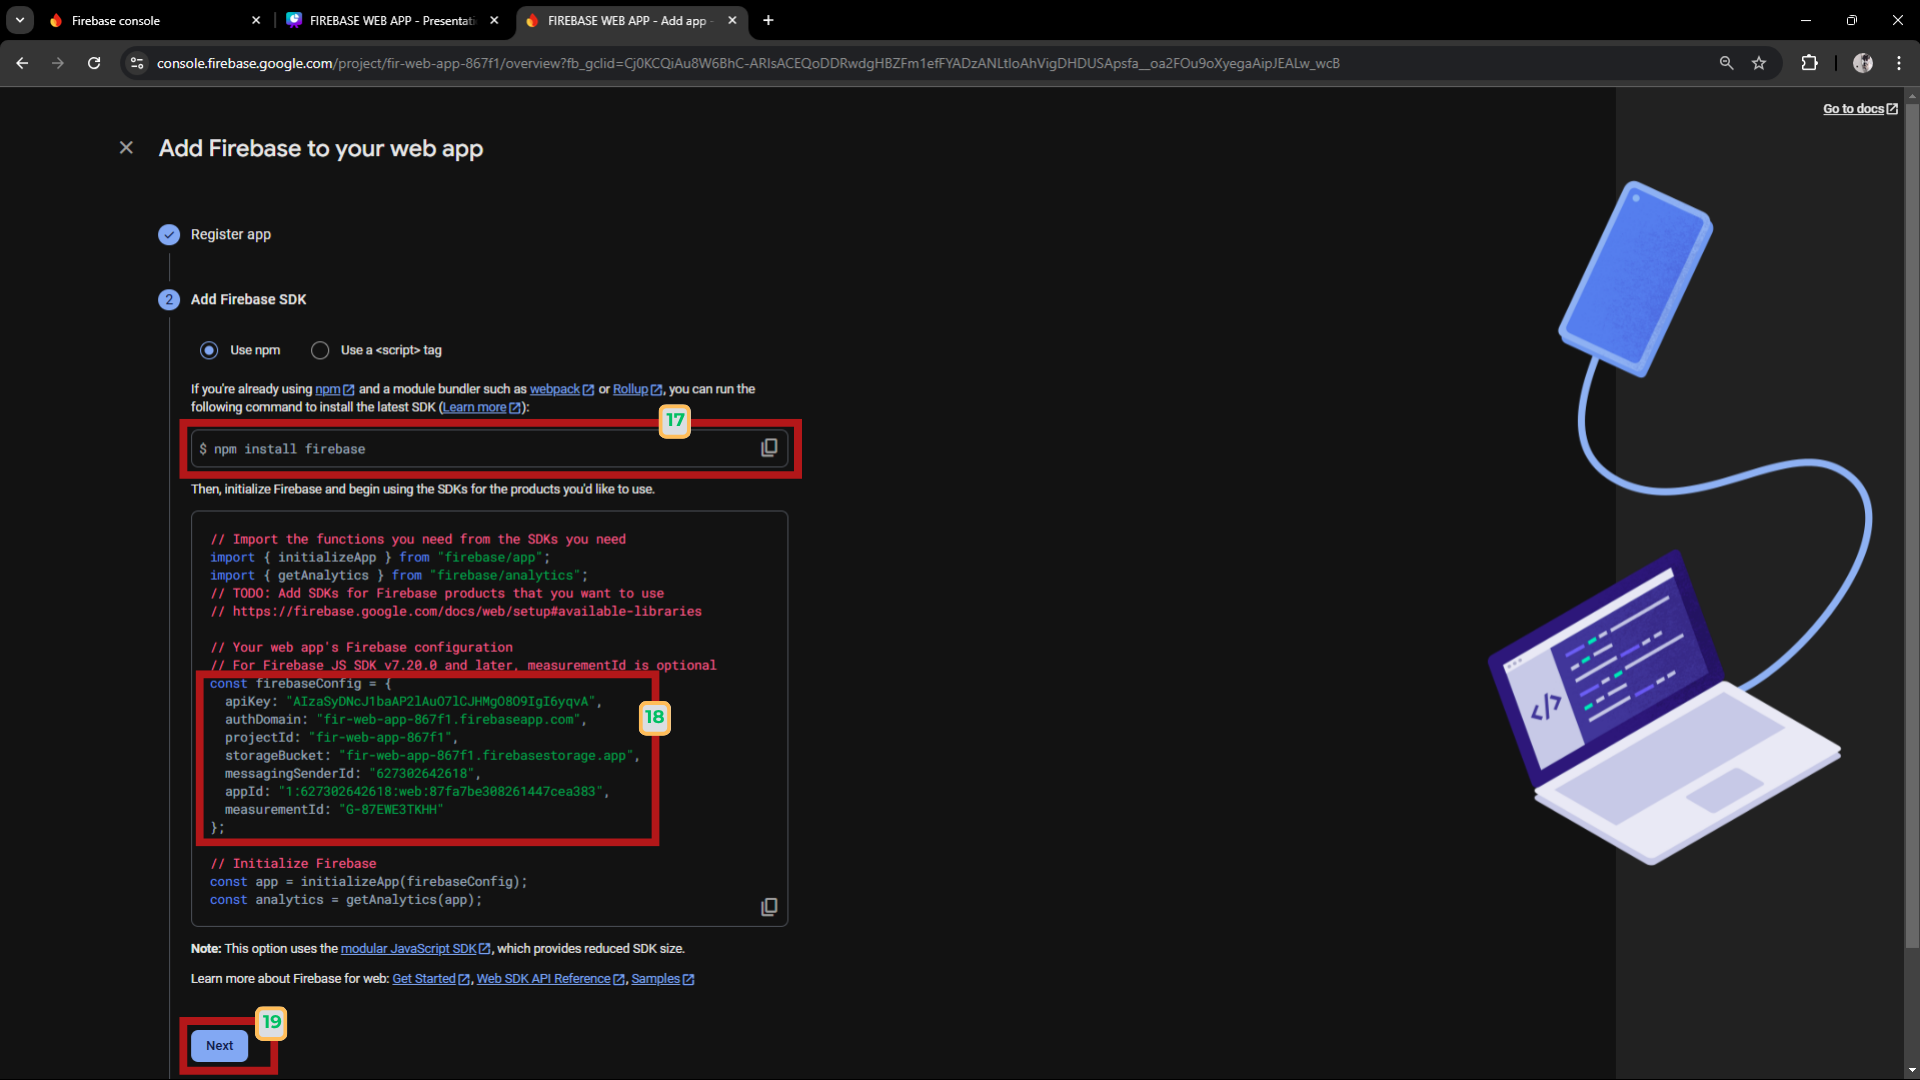 Firebase console
FIREBASE WEB APP - Presentati
FIREBASE WEB APP - Add app -
console.firebase.google.com/project/fir-web-app-867f1/overview?fb_gclid=Cj0KCQiAu8W6BhC-ARIsACEQoDDRwdgHBZFm1efFYADzANLtIoAhVigDHDUSApsfa__oa2FOu9oXyegaAipJEALw_wcB
Go to docs
Add Firebase to your web app
Register app
2 Add Firebase SDK
Use npm Use a <script> tag
If you're already using npm and a module bundler such as webpack or Rollup, you can run the
following command to install the latest SDK (Learn more):
17
$ npm install firebase
Then, initialize Firebase and begin using the SDKs for the products you'd like to use.
// Import the functions you need from the SDKs you need
import { initializeApp } from "firebase/app";
import { getAnalytics } from "firebase/analytics";
// TODO: Add SDKs for Firebase products that you want to use
// https://firebase.google.com/docs/web/setup#available-libraries
// Your web app's Firebase configuration
// For Firebase JS SDK v7.20.0 and later, measurementId is optional
const firebaseConfig = {
apiKey: "AIzaSyDNcJ1baAP2lAuO7lCJHMgO8O9IgI6yqvA",
authDomain: "fir-web-app-867f1.firebaseapp.com",
18
projectId: "fir-web-app-867f1",
storageBucket: "fir-web-app-867f1.firebasestorage.app",
messagingSenderId: "627302642618",
appId: "1:627302642618:web:87fa7be308261447cea383",
measurementId: "G-87EWE3TKHH"
};
// Initialize Firebase
const app = initializeApp(firebaseConfig);
const analytics = getAnalytics(app);
Note: This option uses the modular JavaScript SDK, which provides reduced SDK size.
Learn more about Firebase for web: Get Started, Web SDK API Reference, Samples
19
Next